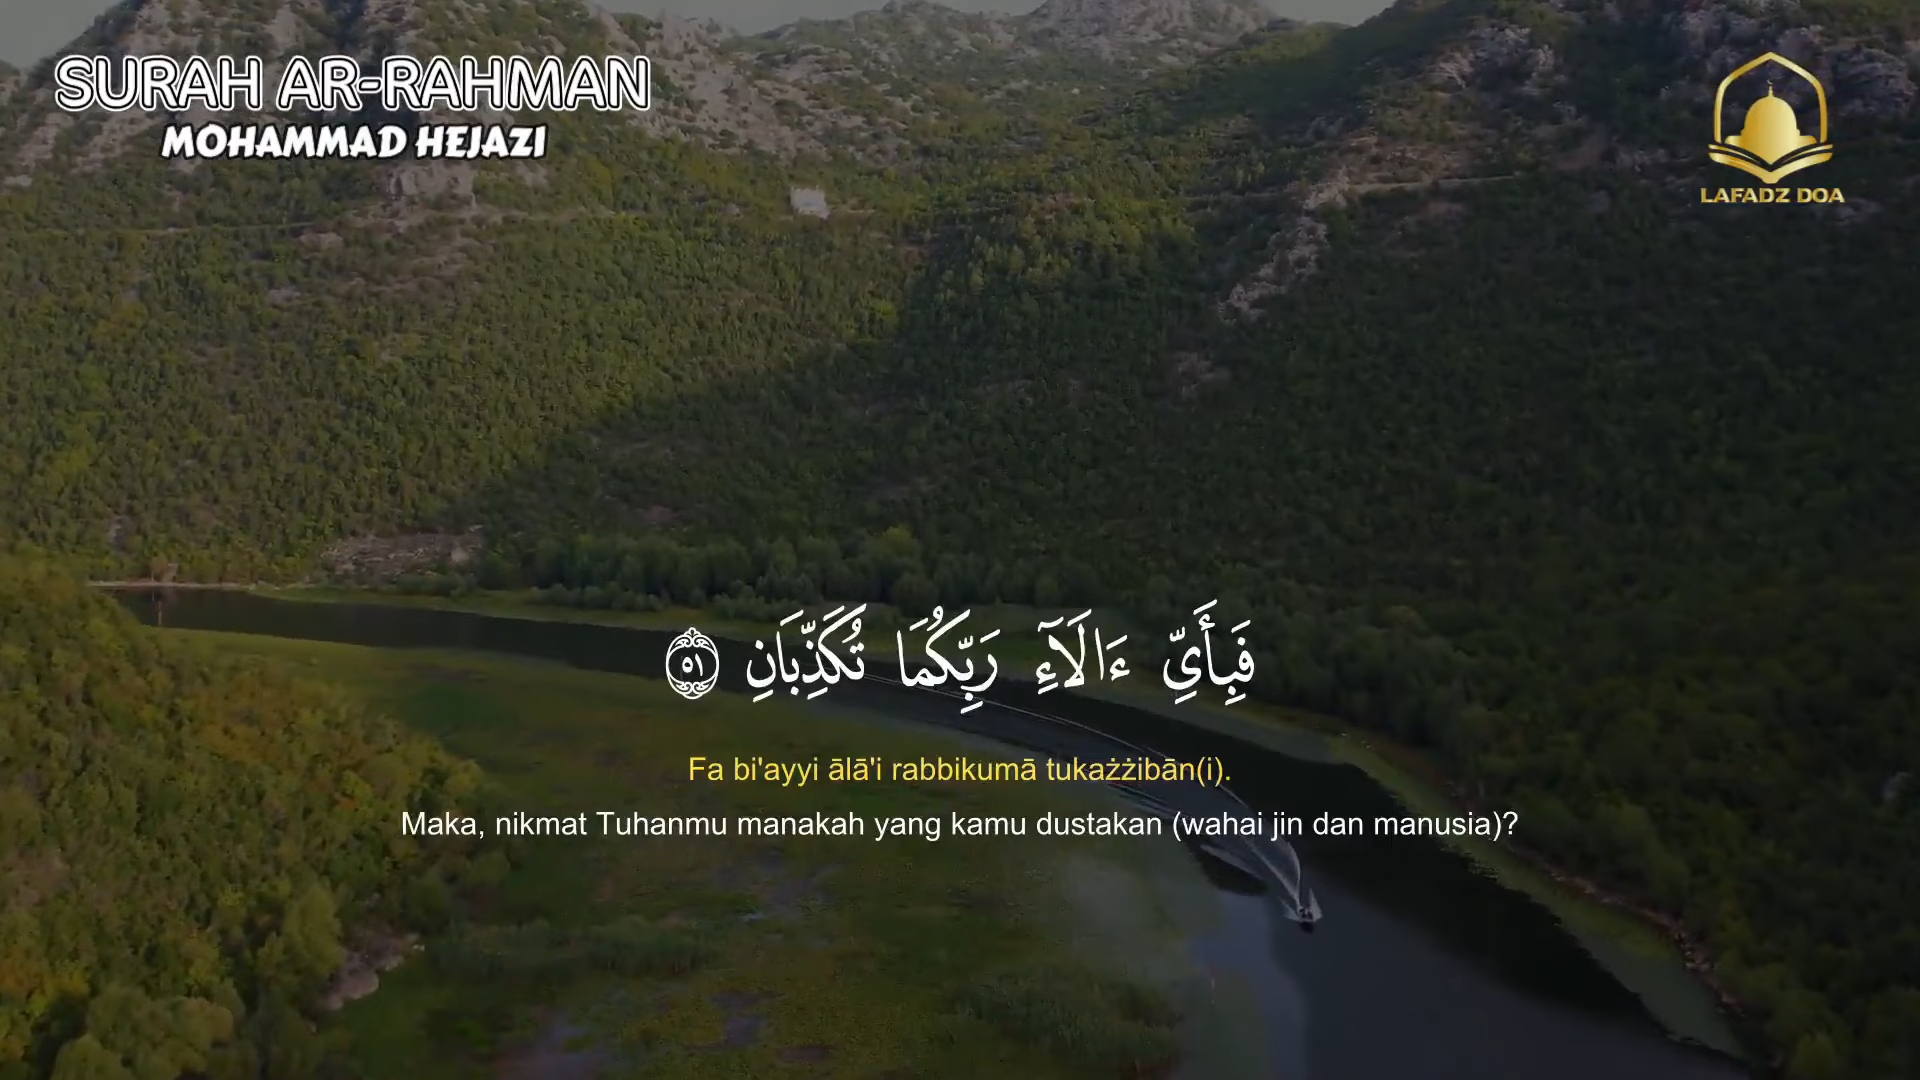 SURAH AR-RAHMAN
MOHAMMAD HEJAZI
LAFADZ DOA
فَبِأَيِّ ءَالَآءِ رَبِّكُمَا تُكَذِّبَانِ ٥١
Fa bi'ayyi ālā'i rabbikumā tukażżibān(i).
Maka, nikmat Tuhanmu manakah yang kamu dustakan (wahai jin dan manusia)?